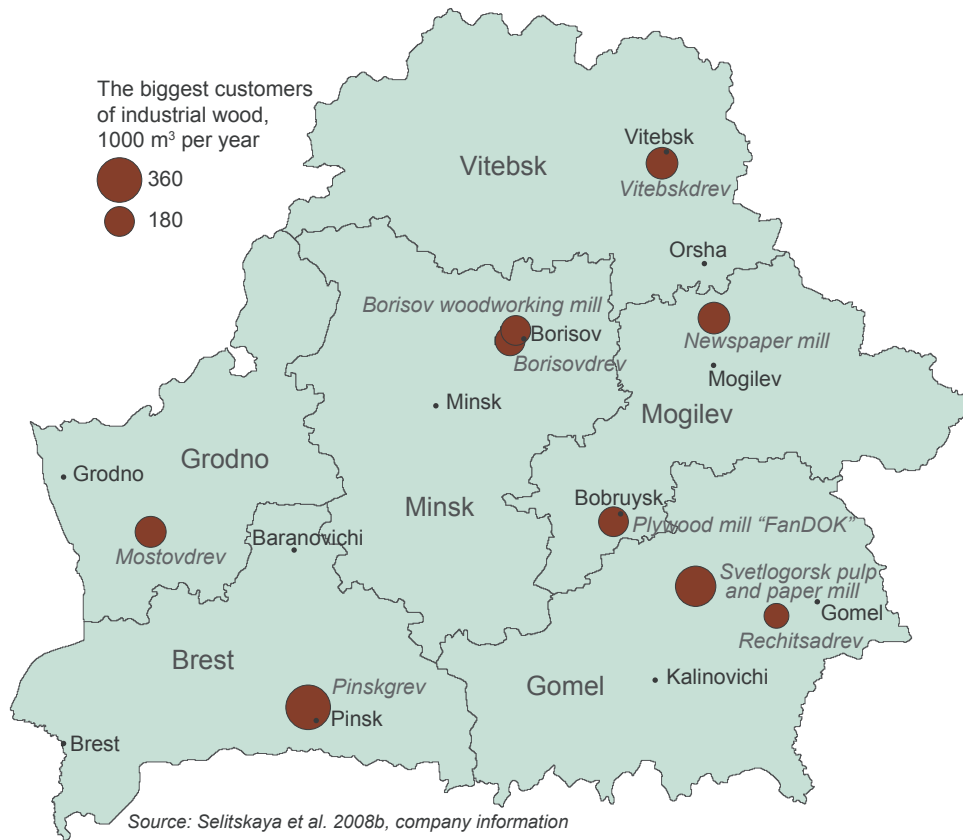 The biggest customers
of industrial wood,
1000 m³ per year
360
180
Vitebsk
Vitebsk
Vitebskdrev
Orsha
Borisov woodworking mill
Borisov
Borisovdrev
Newspaper mill
Mogilev
Minsk
Mogilev
Grodno
Grodno
Minsk
Bobruysk
Plywood mill “FanDOK”
Baranovichi
Mostovdrev
Svetlogorsk pulp
and paper mill
Gomel
Rechitsadrev
Brest
Pinskgrev
Gomel
Kalinovichi
Pinsk
Brest
Source: Selitskaya et al. 2008b, company information